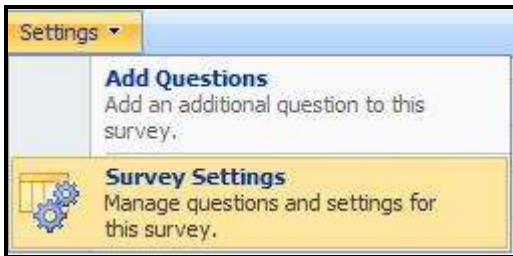 Settings
Add Questions
Add an additional question to this
survey.
Survey Settings
Manage questions and settings for
this survey.